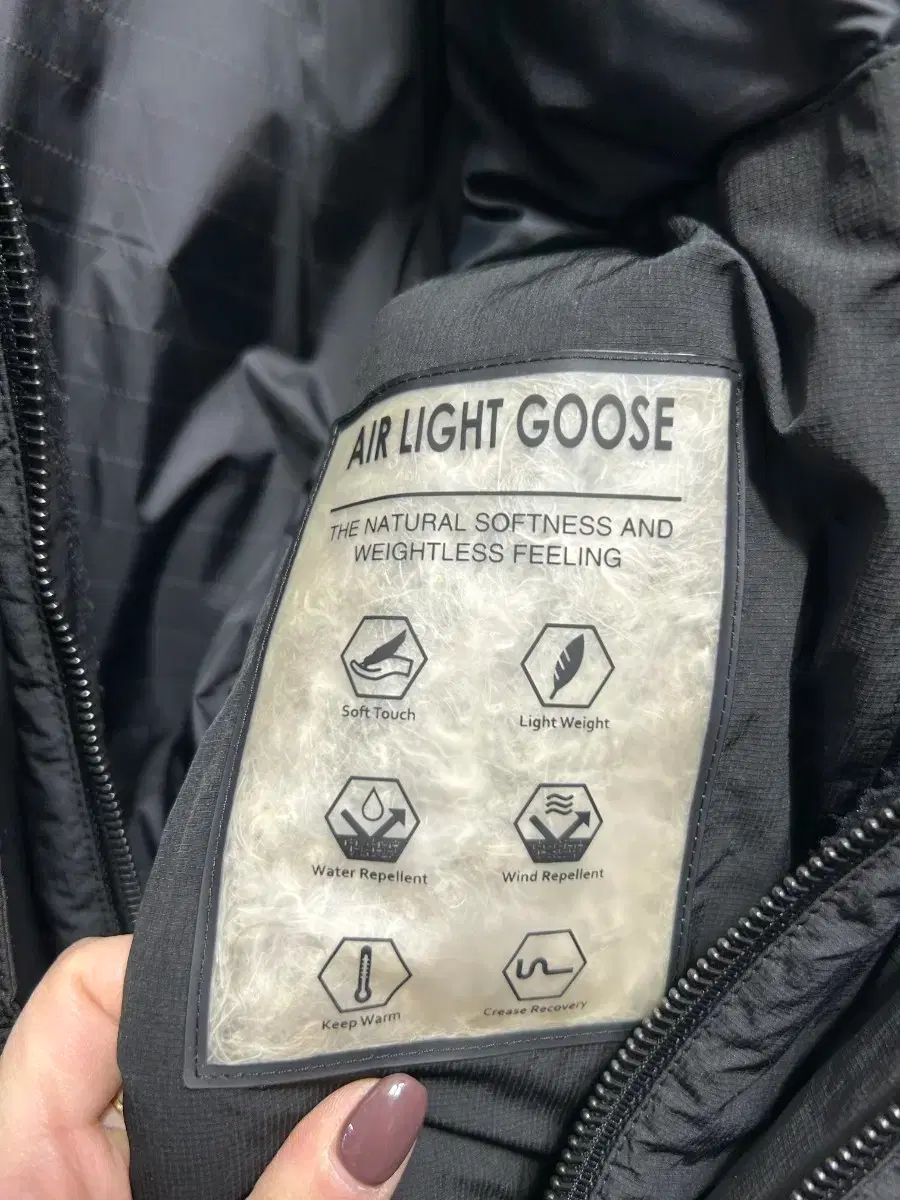 AIR LIGHT GOOSE
THE NATURAL SOFTNESS AND
WEIGHTLESS FEELING
Soft Touch
Light Weight
Water Repellent
Wind Repellent
Keep Warm
Crease Recovery